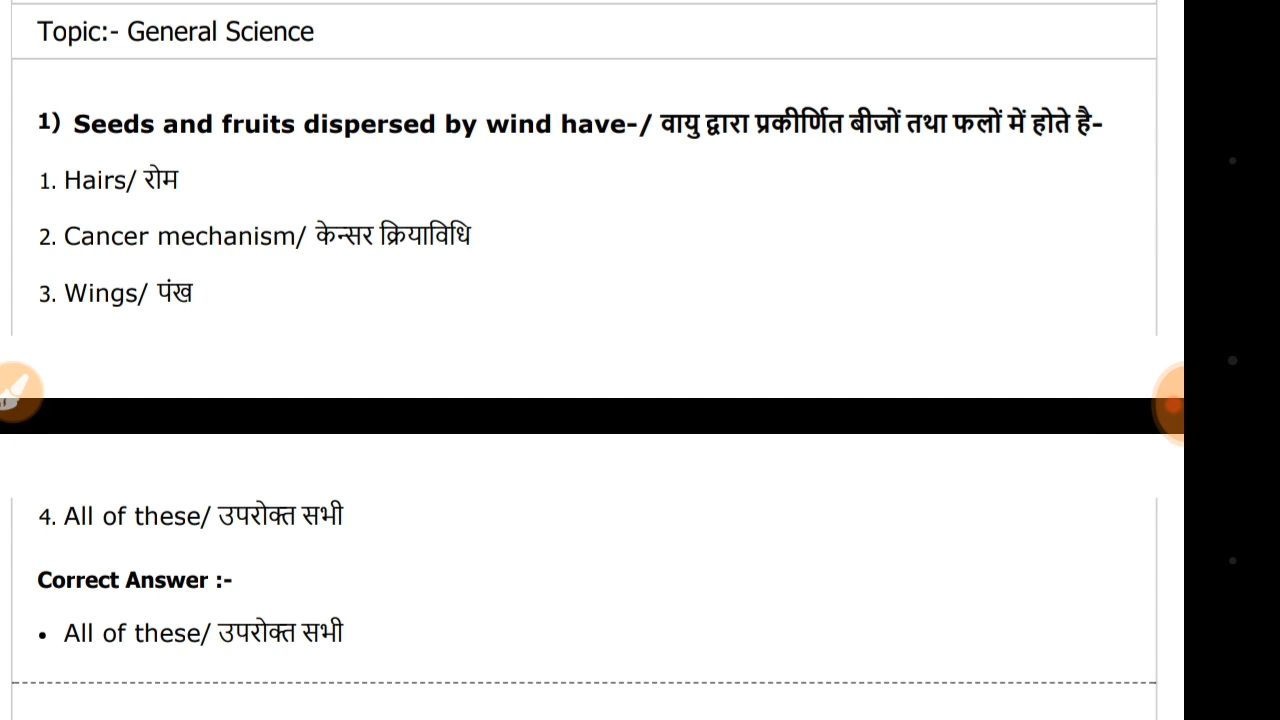 Topic:- General Science
1) Seeds and fruits dispersed by wind have-/ वायु द्वारा प्रकीर्णित बीजों तथा फलों में होते है-
1. Hairs/ रोम
2. Cancer mechanism/ केन्सर क्रियाविधि
3. Wings/ पंख
4. All of these/ उपरोक्त सभी
Correct Answer :-
• All of these/ उपरोक्त सभी